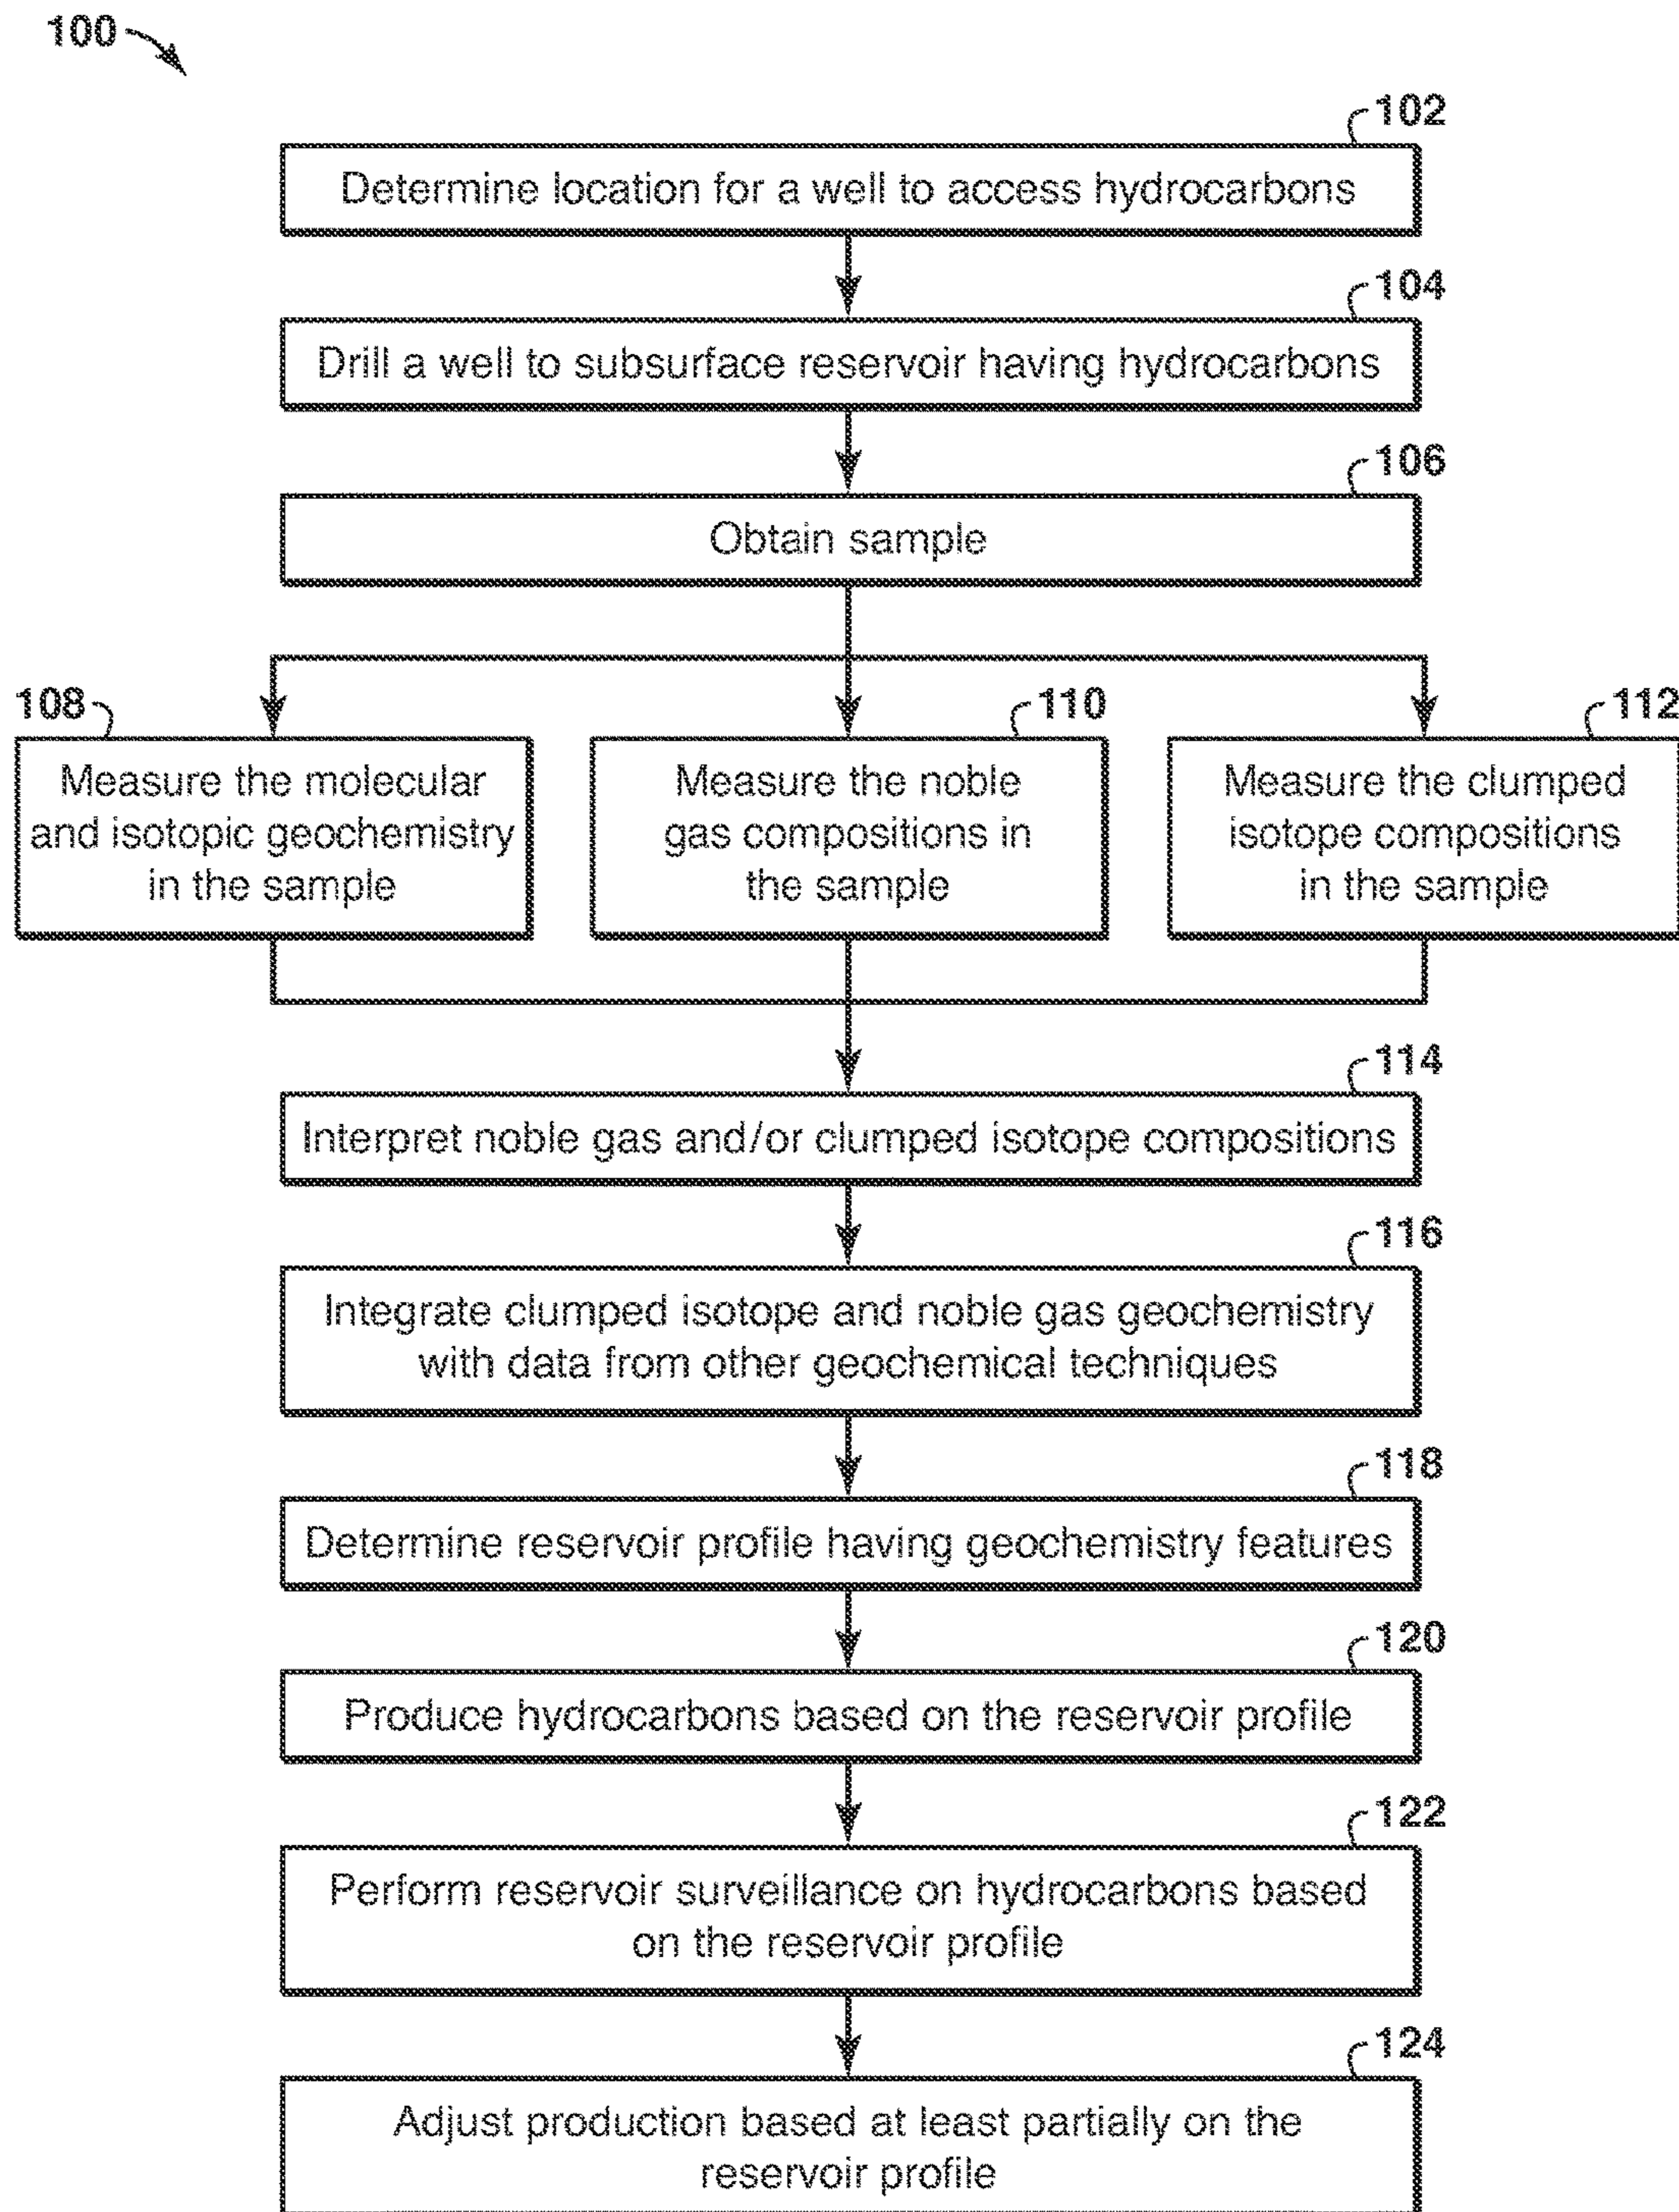 100
102
Determine location for a well to access hydrocarbons
104
Drill a well to subsurface reservoir having hydrocarbons
106
Obtain sample
108
Measure the molecular
and isotopic geochemistry
in the sample
110
Measure the noble
gas compositions in
the sample
112
Measure the clumped
isotope compositions
in the sample
114
Interpret noble gas and/or clumped isotope compositions
116
Integrate clumped isotope and noble gas geochemistry
with data from other geochemical techniques
118
Determine reservoir profile having geochemistry features
120
Produce hydrocarbons based on the reservoir profile
122
Perform reservoir surveillance on hydrocarbons based
on the reservoir profile
124
Adjust production based at least partially on the
reservoir profile